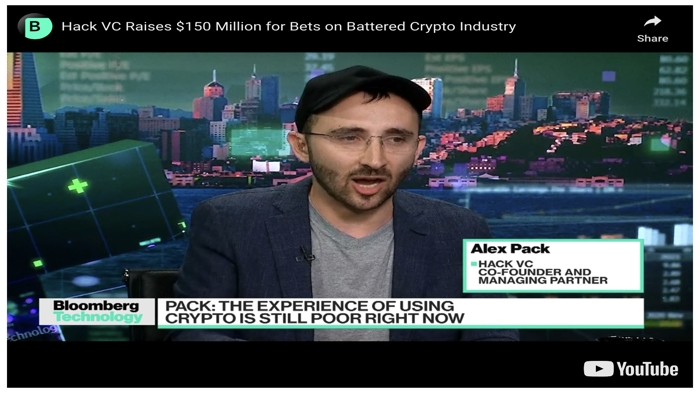 B
Hack VC Raises $150 Million for Bets on Battered Crypto Industry
Share
Alex Pack
HACK VC
CO-FOUNDER AND
MANAGING PARTNER
Bloomberg
Technology
PACK: THE EXPERIENCE OF USING
CRYPTO IS STILL POOR RIGHT NOW
YouTube